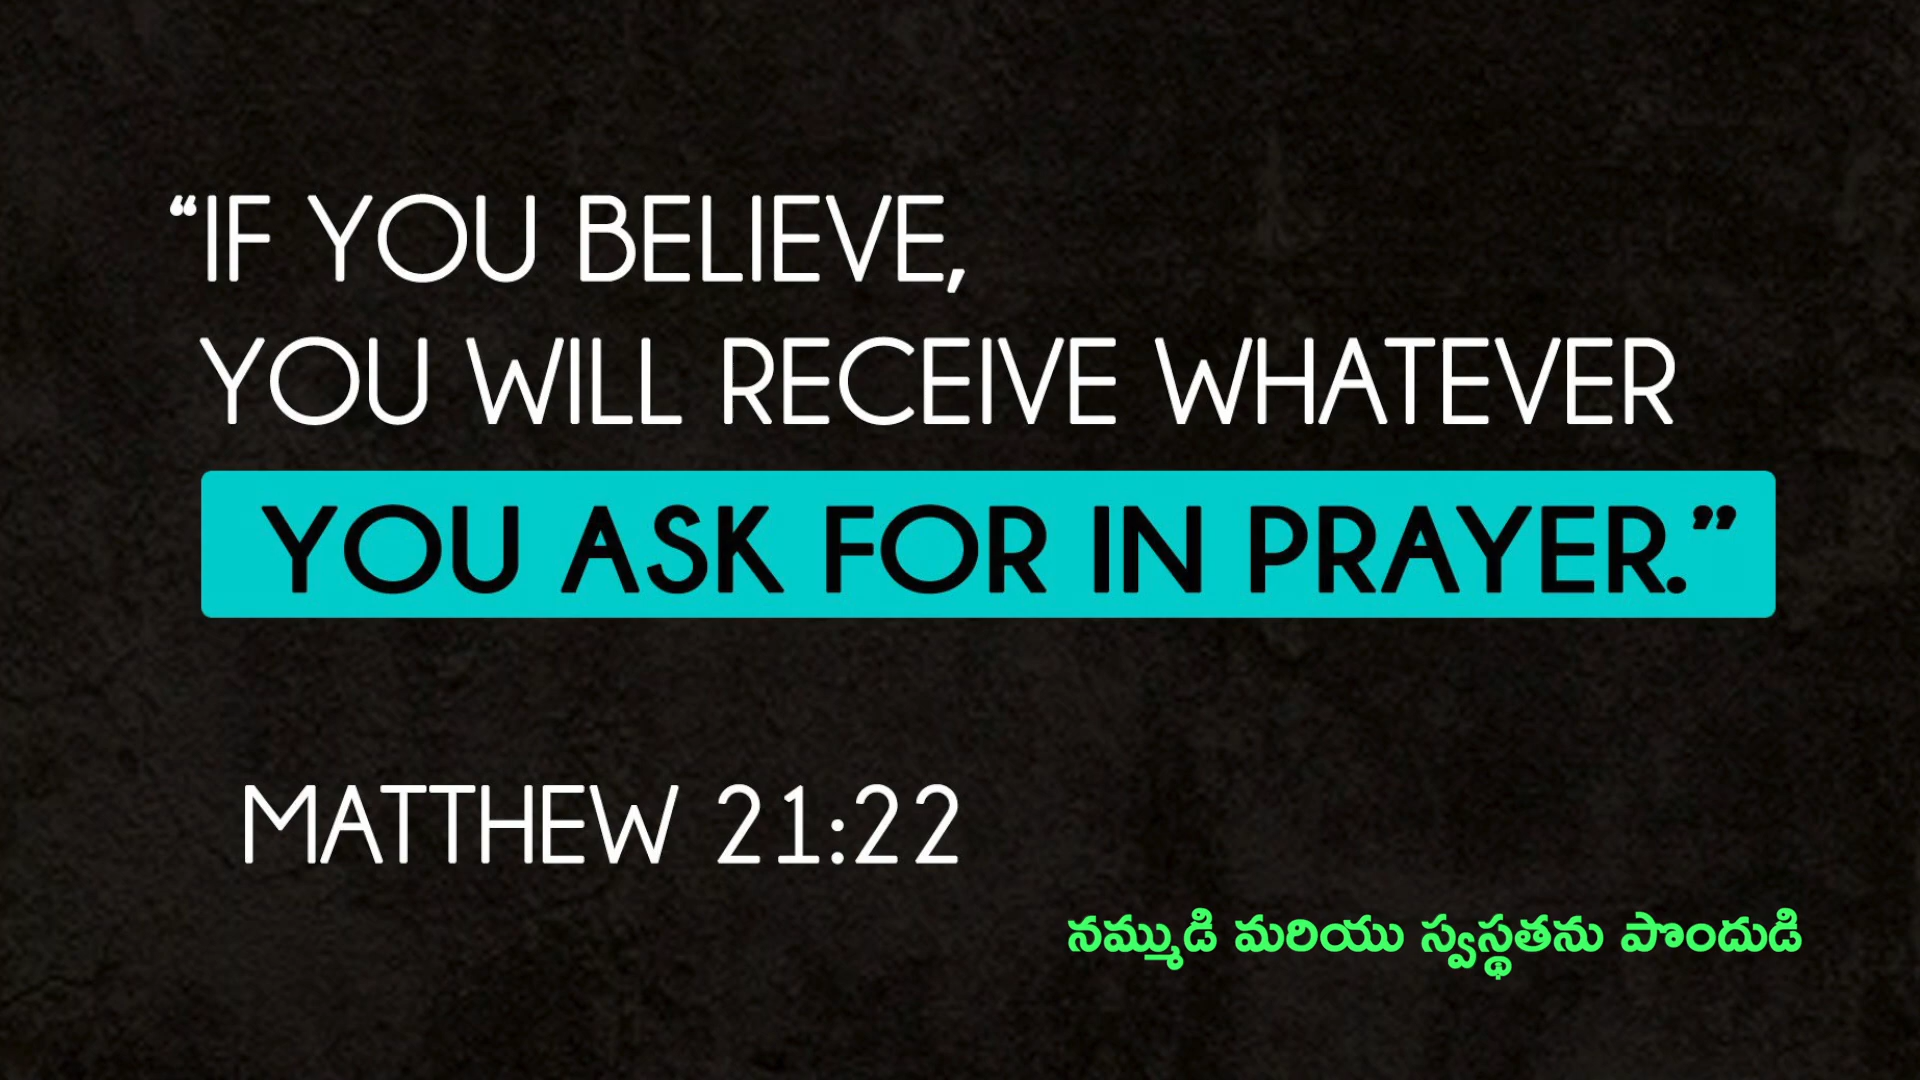 “IF YOU BELIEVE,
YOU WILL RECEIVE WHATEVER
YOU ASK FOR IN PRAYER.”
MATTHEW 21:22
నమ్ముడి మరియు స్వస్థతను పొందుడి